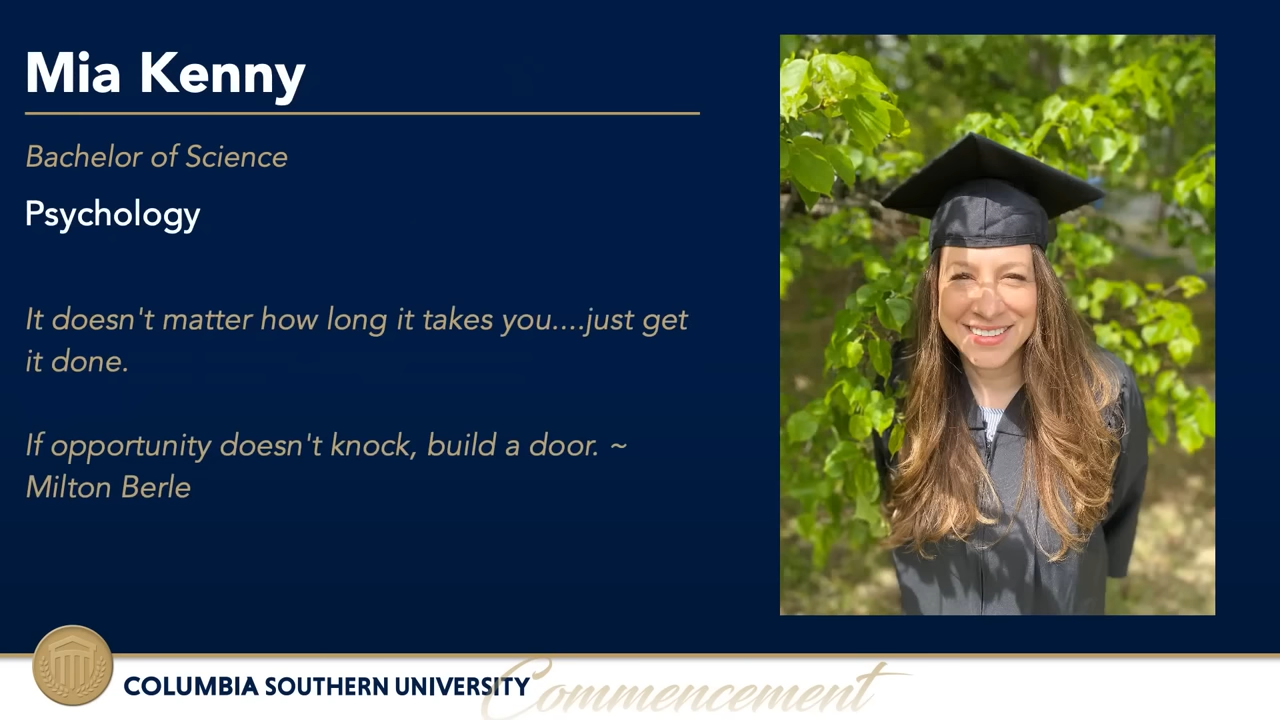 Mia Kenny
Bachelor of Science
Psychology
It doesn't matter how long it takes you....just get
it done.
If opportunity doesn't knock, build a door. ~
Milton Berle
COLUMBIA SOUTHERN UNIVERSITY
Commencement